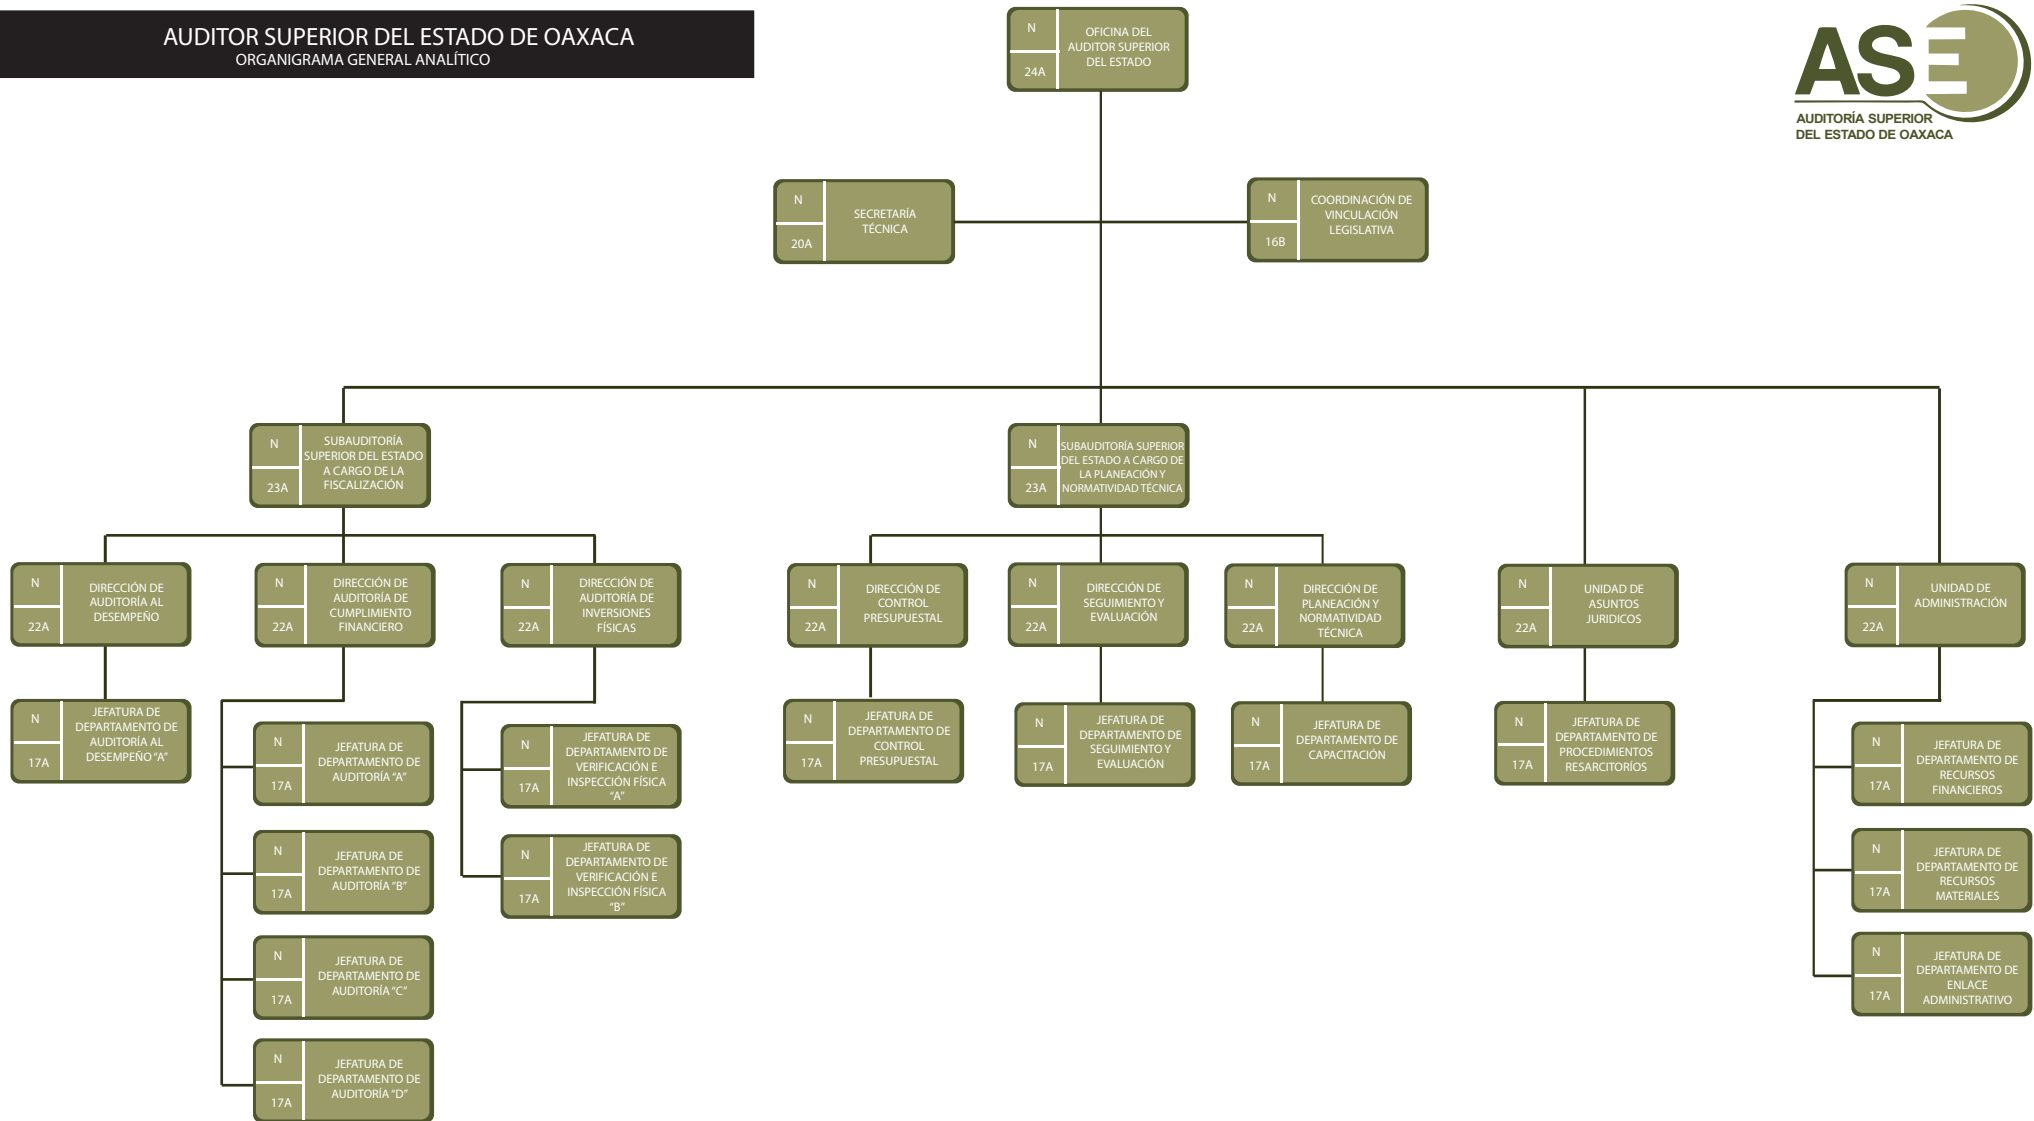 AUDITOR SUPERIOR DEL ESTADO DE OAXACA
ORGANIGRAMA GENERAL ANALÍTICO
N
24A
OFICINA DEL
AUDITOR SUPERIOR
DEL ESTADO
ASE
AUDITORÍA SUPERIOR
DEL ESTADO DE OAXACA
N
20A
SECRETARÍA
TÉCNICA
N
16B
COORDINACIÓN DE
VINCULACIÓN
LEGISLATIVA
N
23A
SUBAUDITORÍA
SUPERIOR DEL ESTADO
A CARGO DE LA
FISCALIZACIÓN
N
23A
SUBAUDITORÍA SUPERIOR
DEL ESTADO A CARGO DE
LA PLANEACIÓN Y
NORMATIVIDAD TÉCNICA
N
22A
DIRECCIÓN DE
AUDITORÍA AL
DESEMPEÑO
N
22A
DIRECCIÓN DE
AUDITORÍA DE
CUMPLIMIENTO
FINANCIERO
N
22A
DIRECCIÓN DE
AUDITORÍA DE
INVERSIONES
FÍSICAS
N
22A
DIRECCIÓN DE
CONTROL
PRESUPUESTAL
N
22A
DIRECCIÓN DE
SEGUIMIENTO Y
EVALUACIÓN
N
22A
DIRECCIÓN DE
PLANEACIÓN Y
NORMATIVIDAD
TÉCNICA
N
22A
UNIDAD DE
ASUNTOS
JURIDICOS
N
22A
UNIDAD DE
ADMINISTRACIÓN
N
17A
JEFATURA DE
DEPARTAMENTO DE
AUDITORÍA AL
DESEMPEÑO "A"
N
17A
JEFATURA DE
DEPARTAMENTO DE
AUDITORÍA "A"
N
17A
JEFATURA DE
DEPARTAMENTO DE
VERIFICACIÓN E
INSPECCIÓN FÍSICA
"A"
N
17A
JEFATURA DE
DEPARTAMENTO DE
CONTROL
PRESUPUESTAL
N
17A
JEFATURA DE
DEPARTAMENTO DE
SEGUIMIENTO Y
EVALUACIÓN
N
17A
JEFATURA DE
DEPARTAMENTO DE
CAPACITACIÓN
N
17A
JEFATURA DE
DEPARTAMENTO DE
PROCEDIMIENTOS
RESARCITORÍOS
N
17A
JEFATURA DE
DEPARTAMENTO DE
RECURSOS
FINANCIEROS
N
17A
JEFATURA DE
DEPARTAMENTO DE
AUDITORÍA "B"
N
17A
JEFATURA DE
DEPARTAMENTO DE
VERIFICACIÓN E
INSPECCIÓN FÍSICA
"B"
N
17A
JEFATURA DE
DEPARTAMENTO DE
RECURSOS
MATERIALES
N
17A
JEFATURA DE
DEPARTAMENTO DE
AUDITORÍA "C"
N
17A
JEFATURA DE
DEPARTAMENTO DE
ENLACE
ADMINISTRATIVO
N
17A
JEFATURA DE
DEPARTAMENTO DE
AUDITORÍA "D"